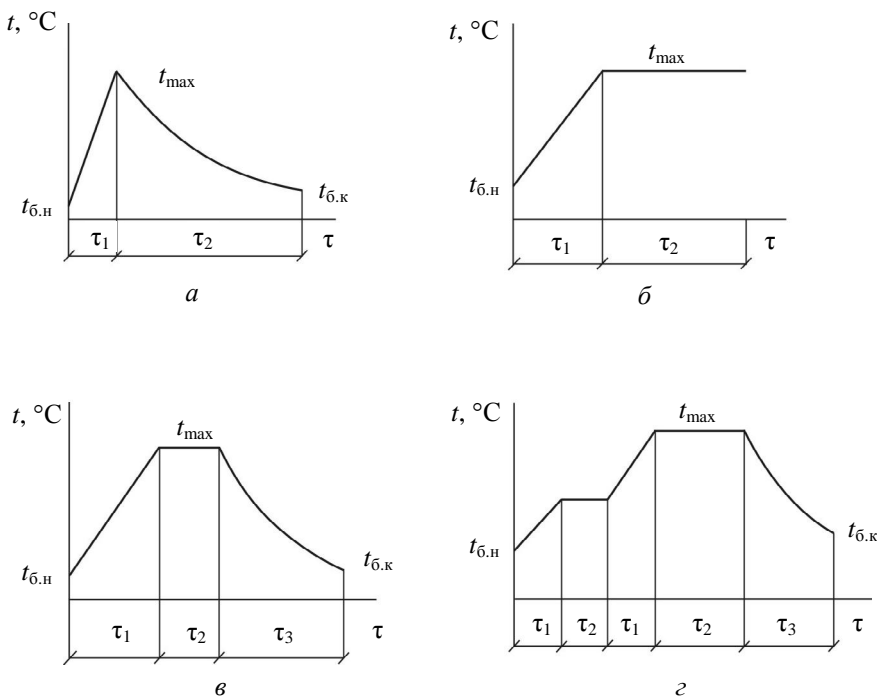 t, °C
t_max
t_б.н
t_б.к
τ₁ τ₂ τ
а
t, °C
t_max
t_б.н
τ₁ τ₂ τ
б
t, °C
t_max
t_б.н
t_б.к
τ₁ τ₂ τ₃ τ
в
t, °C
t_max
t_б.н
t_б.к
τ₁ τ₂ τ₁ τ₂ τ₃ τ
г